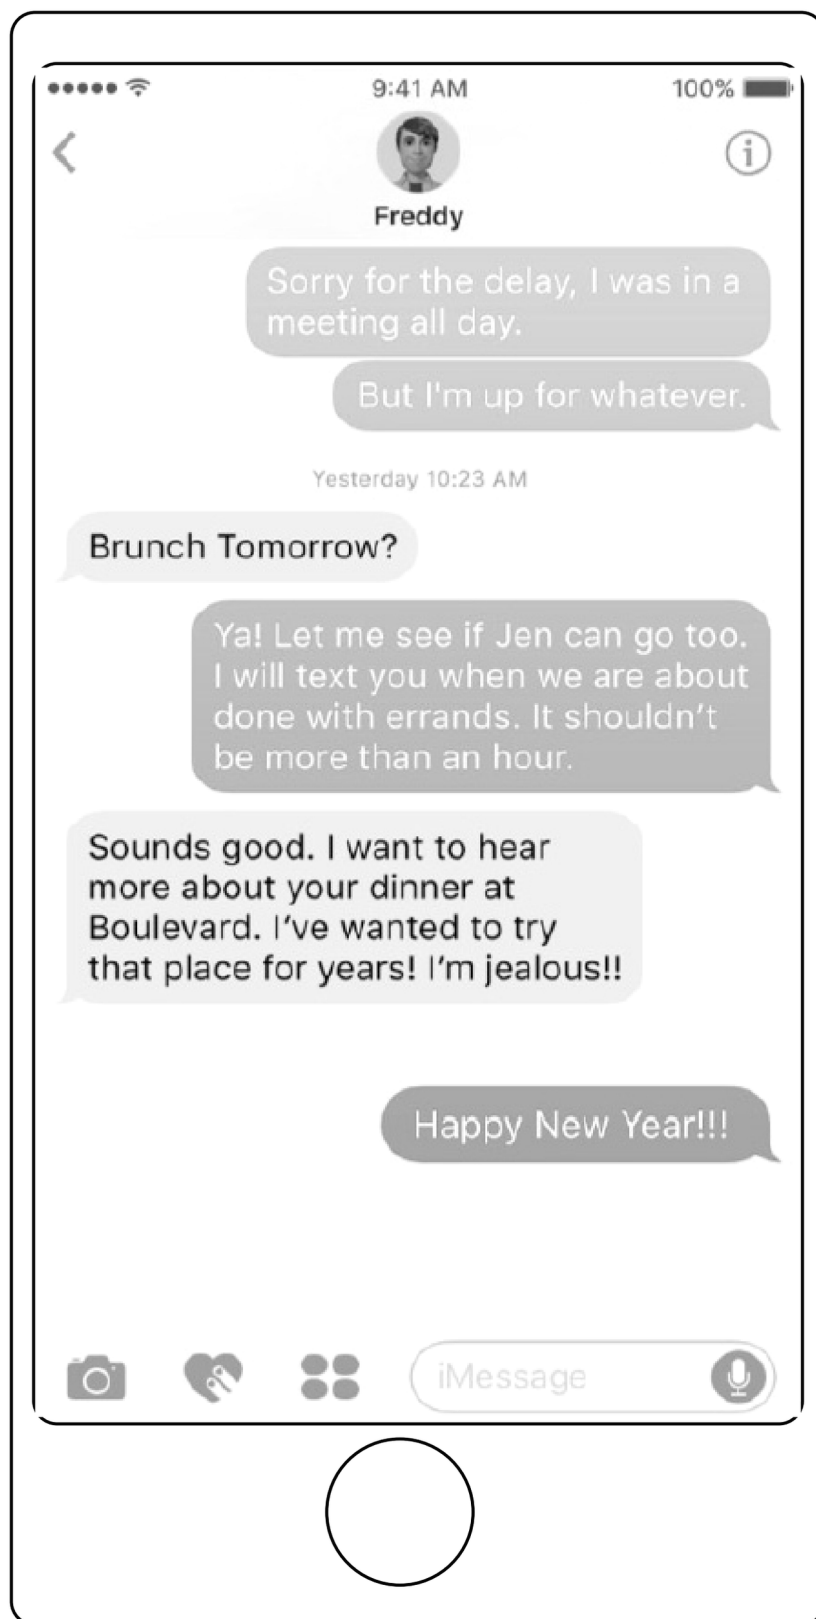 9:41 AM
100%
Freddy
Sorry for the delay, I was in a
meeting all day.
But I'm up for whatever.
Yesterday 10:23 AM
Brunch Tomorrow?
Ya! Let me see if Jen can go too.
I will text you when we are about
done with errands. It shouldn’t
be more than an hour.
Sounds good. I want to hear
more about your dinner at
Boulevard. I‘ve wanted to try
that place for years! I’m jealous!!
Happy New Year!!!
iMessage